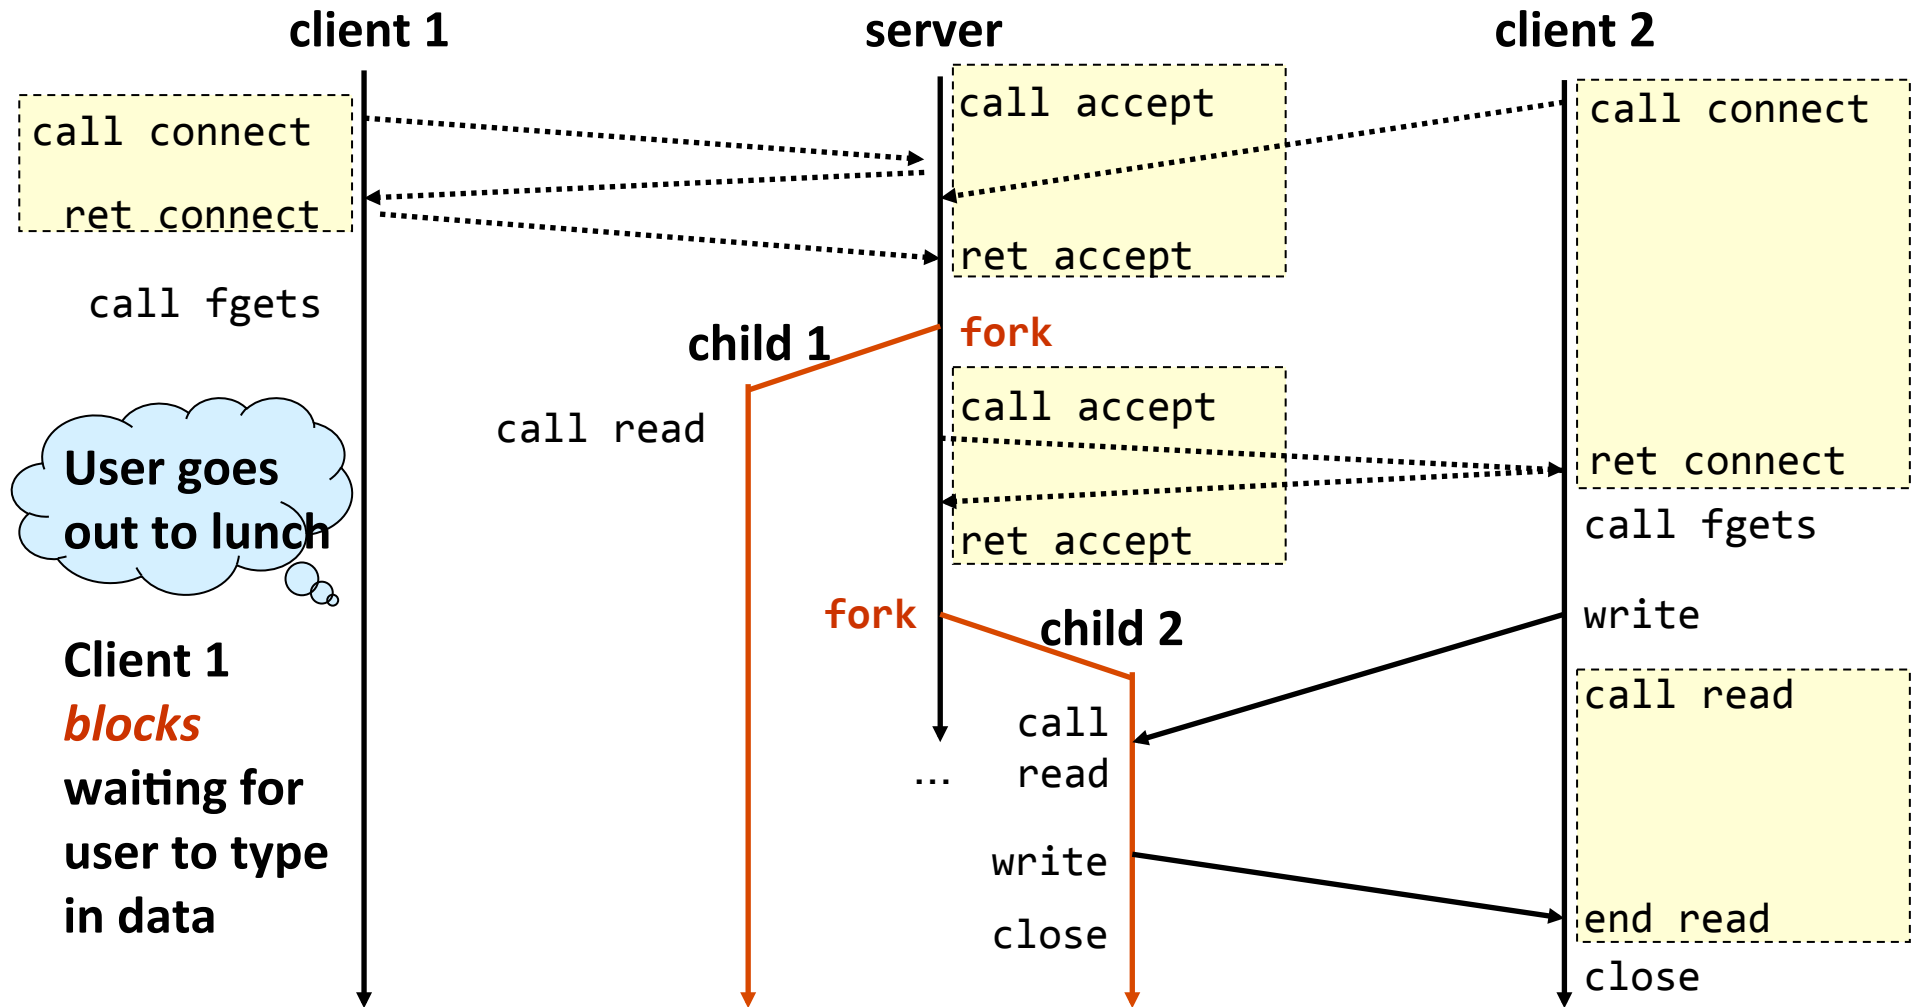 client 1
server
client 2
call connect
ret connect
call fgets
User goes
out to lunch
Client 1
blocks
waiting for
user to type
in data
call accept
ret accept
fork
child 1
call read
call accept
ret accept
fork
child 2
call
read
...
write
close
call connect
ret connect
call fgets
write
call read
end read
close